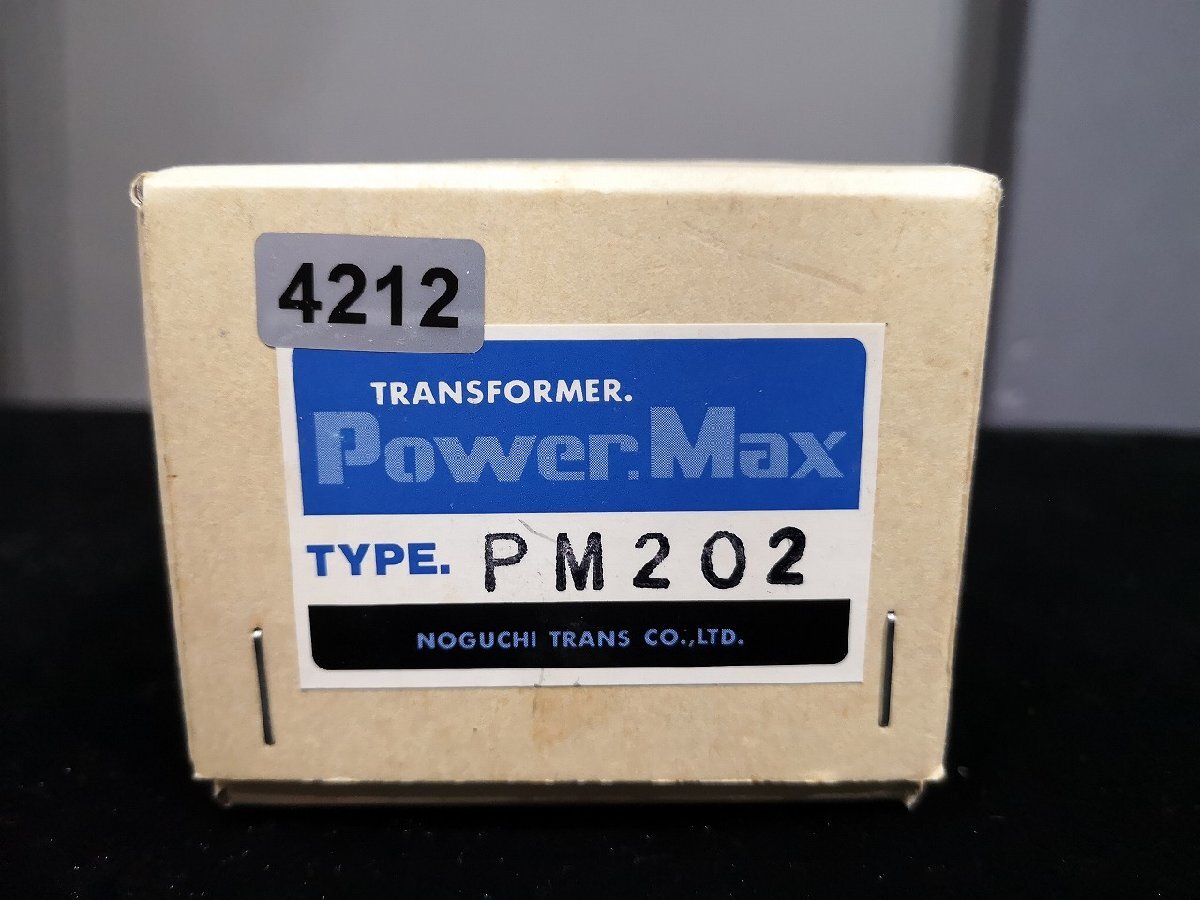 4212
TRANSFORMER.
Power.Max
TYPE. PM202
NOGUCHI TRANS CO.,LTD.